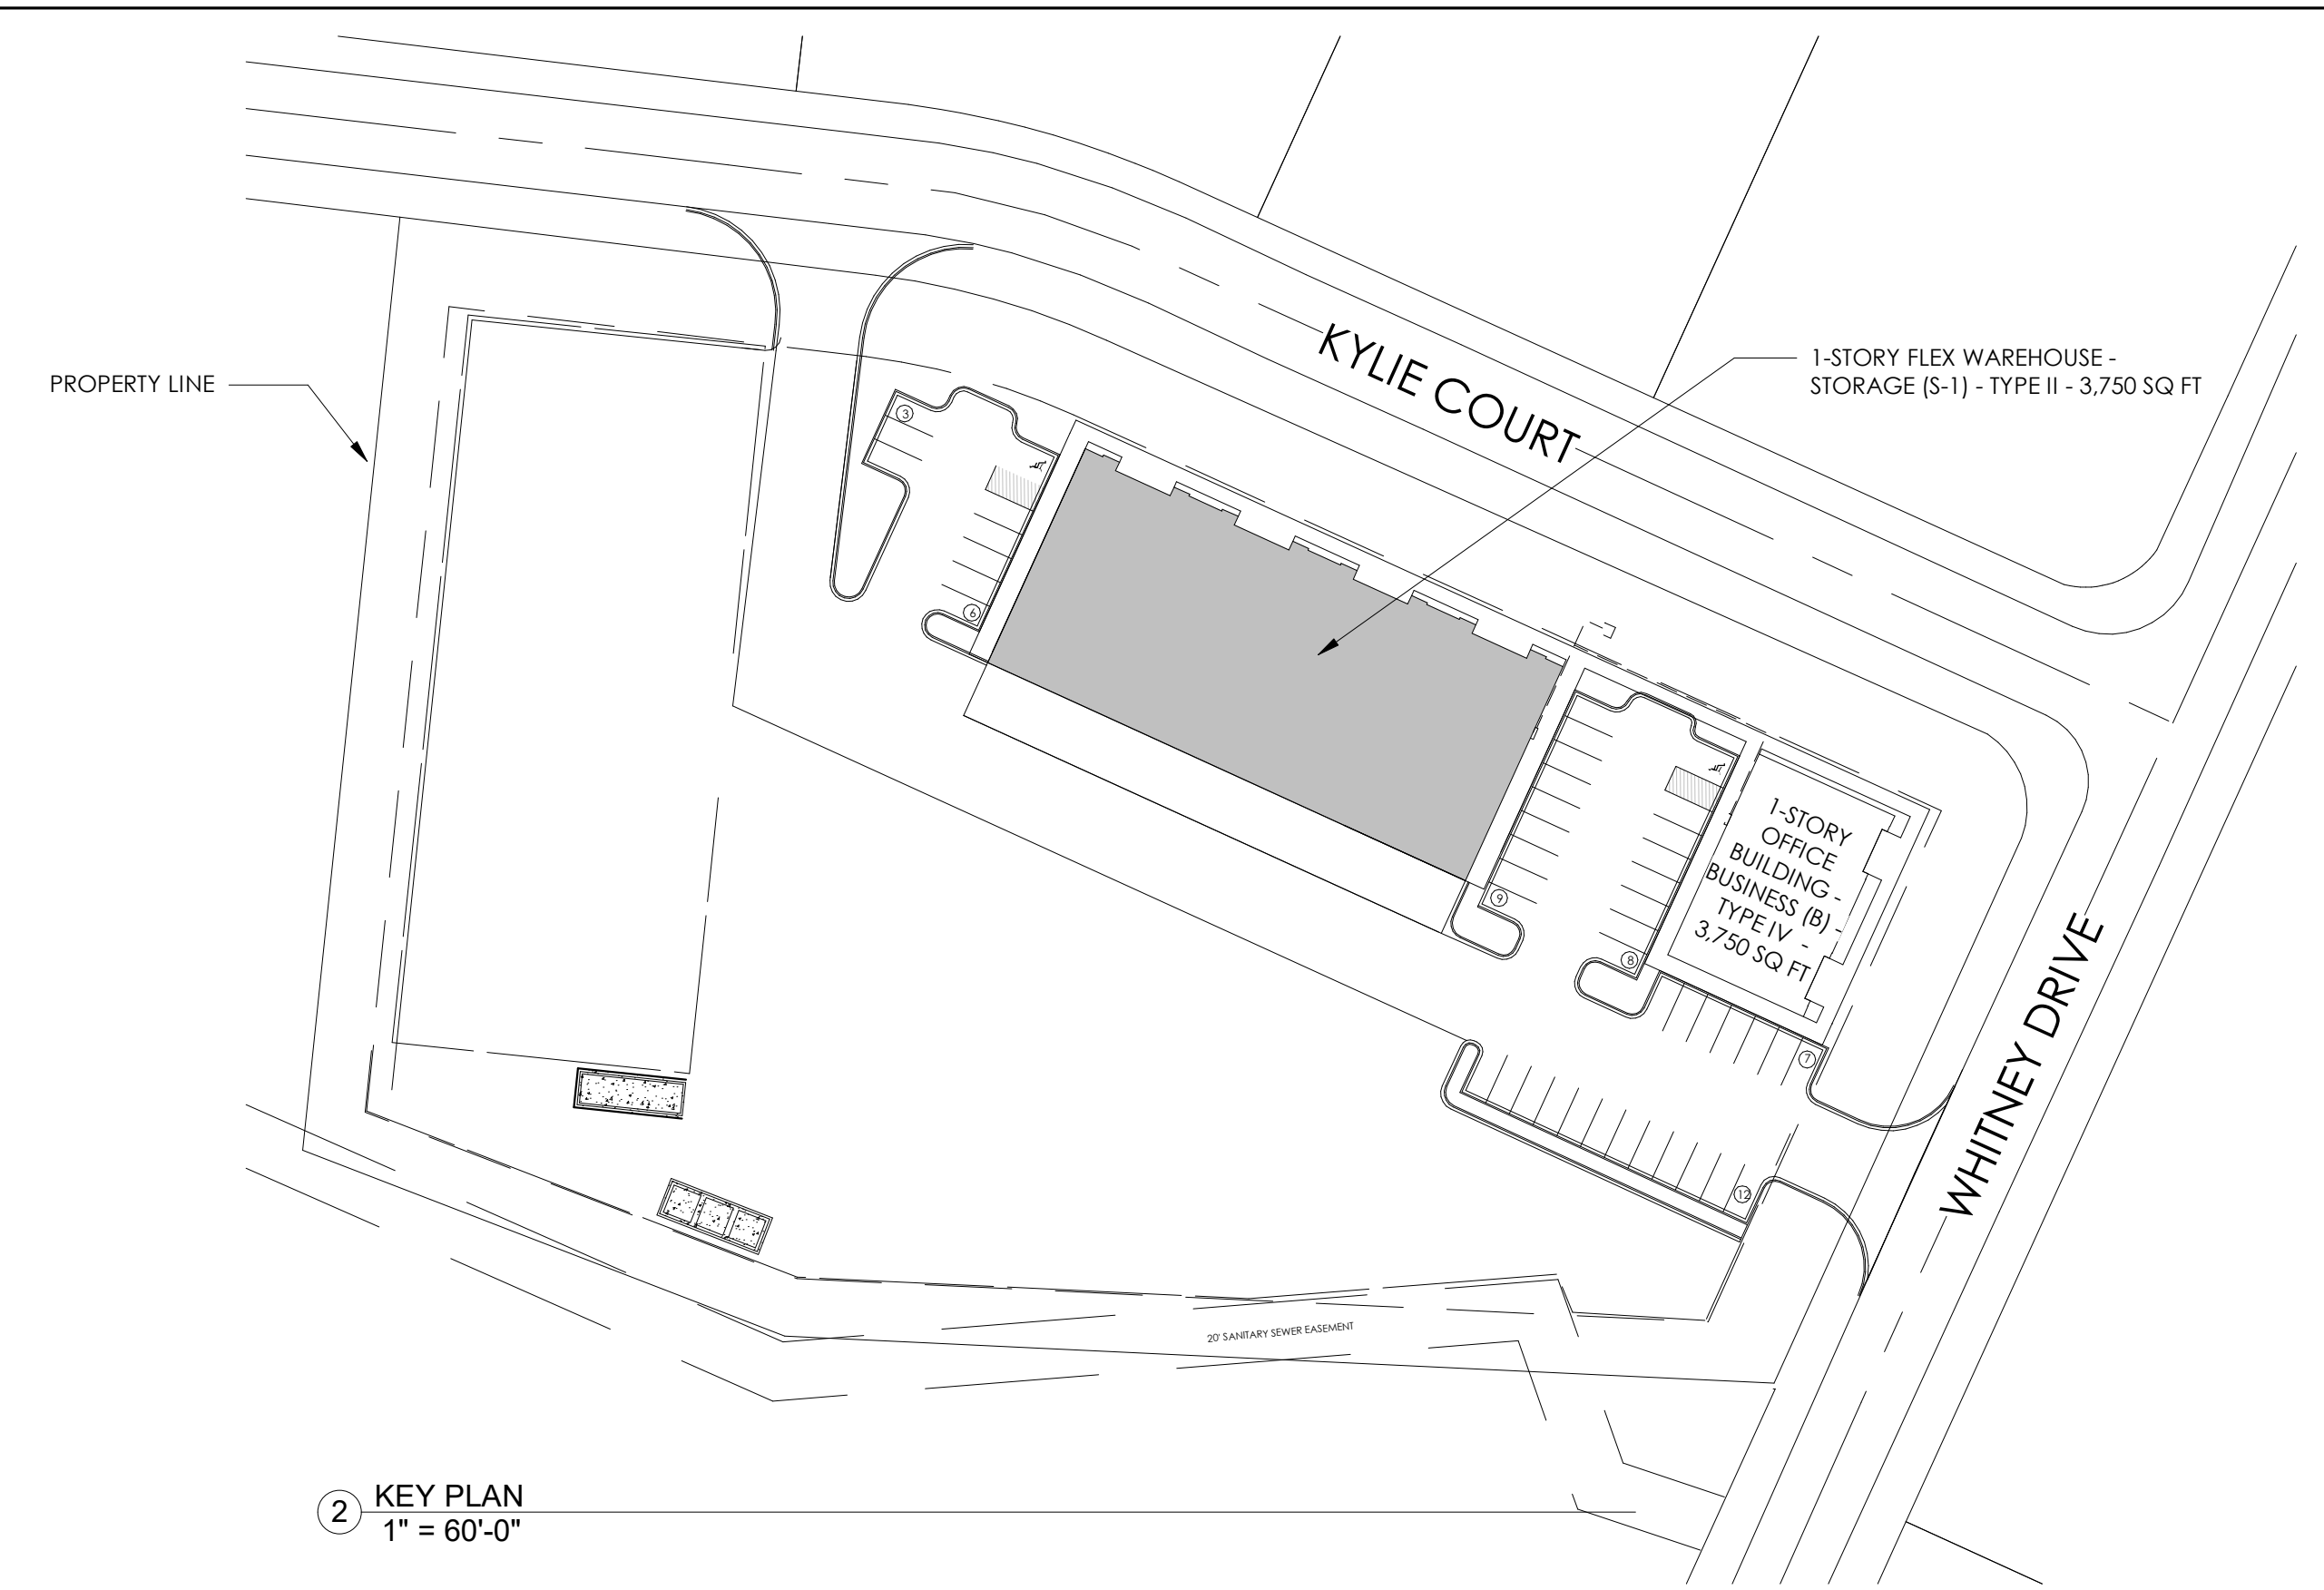 KYLIE COURT
1-STORY FLEX WAREHOUSE -
STORAGE (S-1) - TYPE II - 3,750 SQ FT
PROPERTY LINE
3
6
9
8
1-STORY
OFFICE
BUILDING -
BUSINESS (B) -
TYPE IV -
3,750 SQ FT
7
12
WHITNEY DRIVE
20' SANITARY SEWER EASEMENT
2
KEY PLAN
1" = 60'-0"